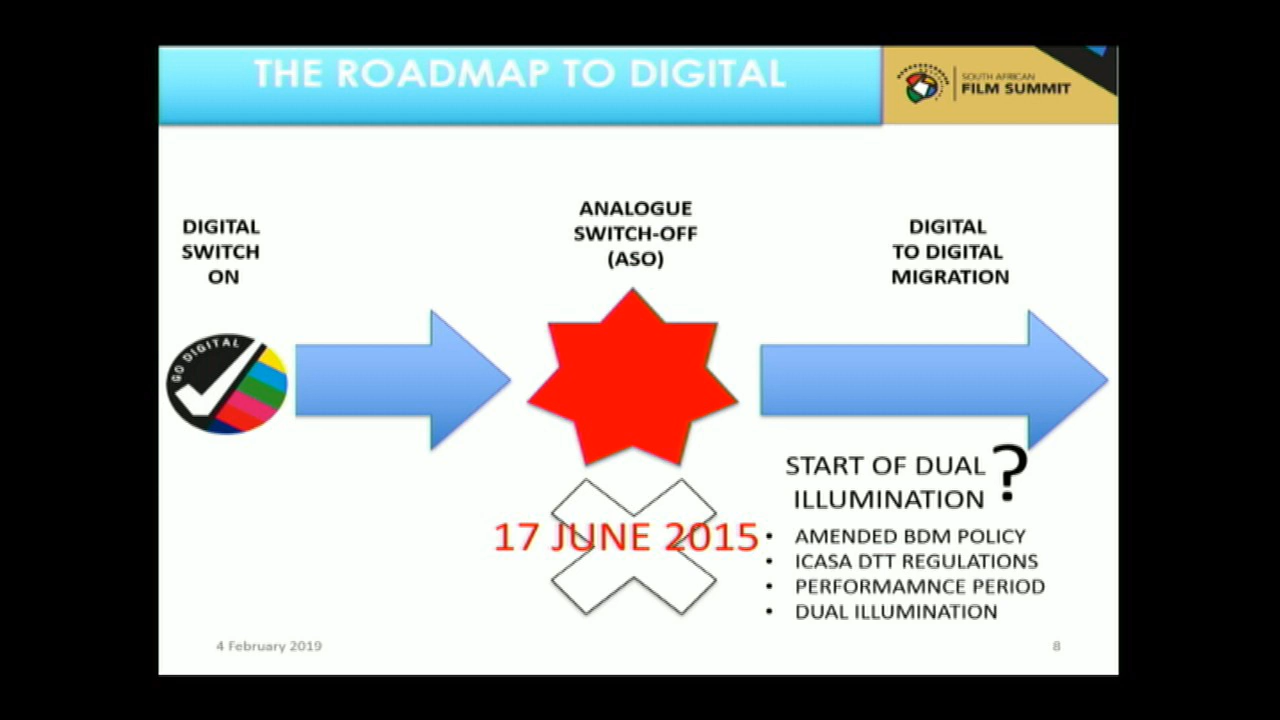 THE ROADMAP TO DIGITAL
SOUTH AFRICAN
FILM SUMMIT
DIGITAL
SWITCH
ON
ANALOGUE
SWITCH-OFF
(ASO)
DIGITAL
TO DIGITAL
MIGRATION
GO DIGITAL
17 JUNE 2015
START OF DUAL
ILLUMINATION ?
• AMENDED BDM POLICY
• ICASA DTT REGULATIONS
• PERFORMAMNCE PERIOD
• DUAL ILLUMINATION
4 February 2019
8